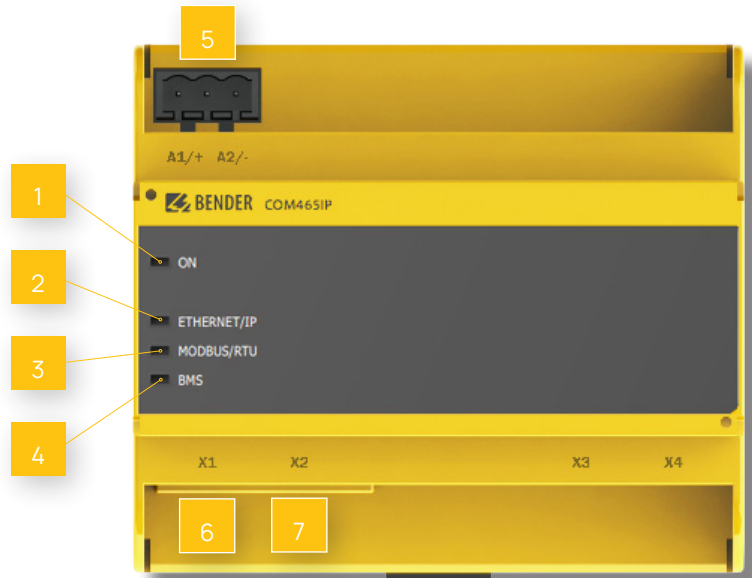 5
A1/+ A2/-
1
BENDER COM465IP
ON
2
ETHERNET/IP
3
MODBUS/RTU
BMS
4
X1 X2 X3 X4
6 7